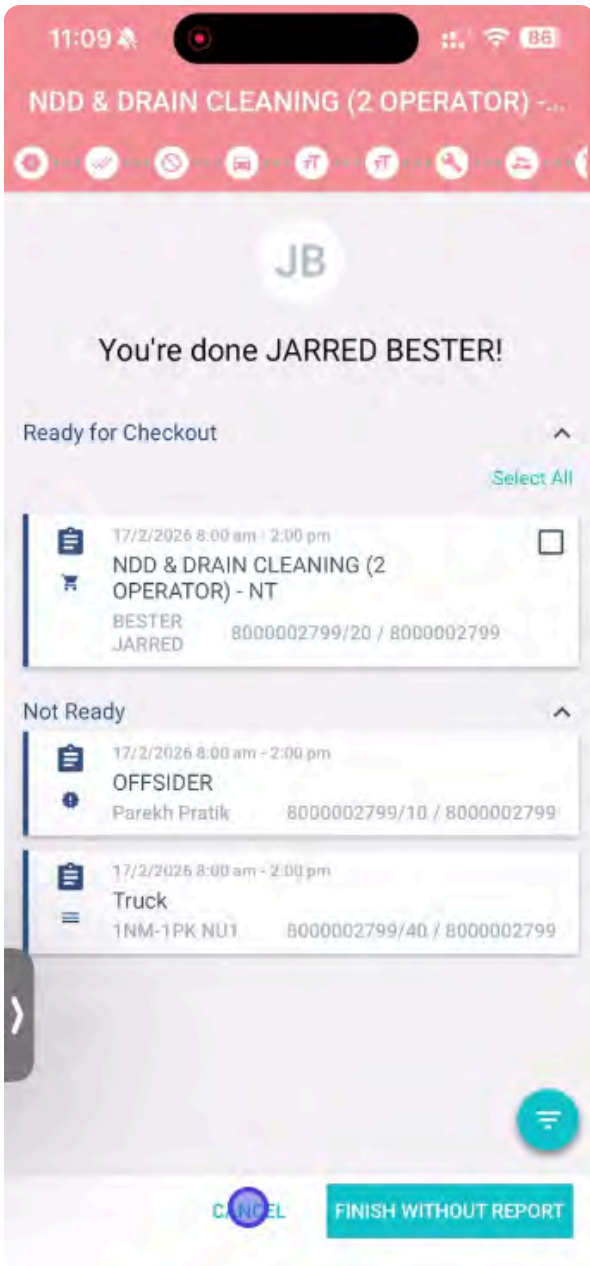 11:09
86
NDD & DRAIN CLEANING (2 OPERATOR) -...
JB
You're done JARRED BESTER!
Ready for Checkout
Select All
17/2/2026 8:00 am - 2:00 pm
NDD & DRAIN CLEANING (2
OPERATOR) - NT
BESTER
JARRED
8000002799/20 / 8000002799
Not Ready
17/2/2026 8:00 am - 2:00 pm
OFFSIDER
Parekh Pratik 8000002799/10 / 8000002799
17/2/2026 8:00 am - 2:00 pm
Truck
1NM-1PK NU1 8000002799/40 / 8000002799
CANCEL FINISH WITHOUT REPORT